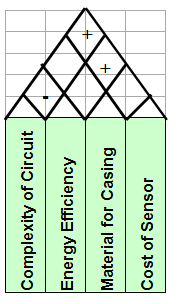 +
+
-
Complexity of Circuit
Energy Efficiency
Material for Casing
Cost of Sensor